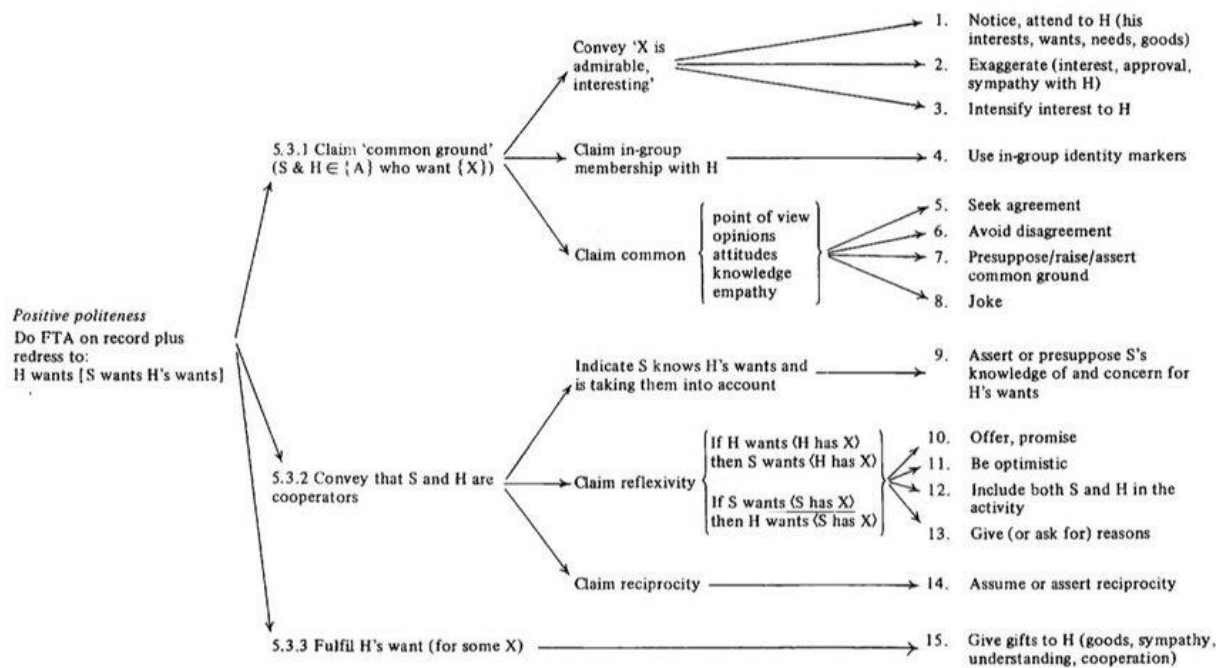 1. Notice, attend to H (his
interests, wants, needs, goods)
Convey ‘X is
admirable,
interesting’
2. Exaggerate (interest, approval,
sympathy with H)
3. Intensify interest to H
5.3.1 Claim ‘common ground’
(S & H ∈ {A} who want {X})
Claim in-group
membership with H
4. Use in-group identity markers
Claim common
point of view
opinions
attitudes
knowledge
empathy
5. Seek agreement
6. Avoid disagreement
7. Presuppose/raise/assert
common ground
8. Joke
Positive politeness
Do FTA on record plus
redress to:
H wants [S wants H's wants]
Indicate S knows H's wants and
is taking them into account
9. Assert or presuppose S's
knowledge of and concern for
H's wants
5.3.2 Convey that S and H are
cooperators
Claim reflexivity
If H wants ⟨H has X⟩
then S wants ⟨H has X⟩
If S wants ⟨S has X⟩
then H wants ⟨S has X⟩
10. Offer, promise
11. Be optimistic
12. Include both S and H in the
activity
13. Give (or ask for) reasons
Claim reciprocity
14. Assume or assert reciprocity
5.3.3 Fulfil H's want (for some X)
15. Give gifts to H (goods, sympathy,
understanding, cooperation)